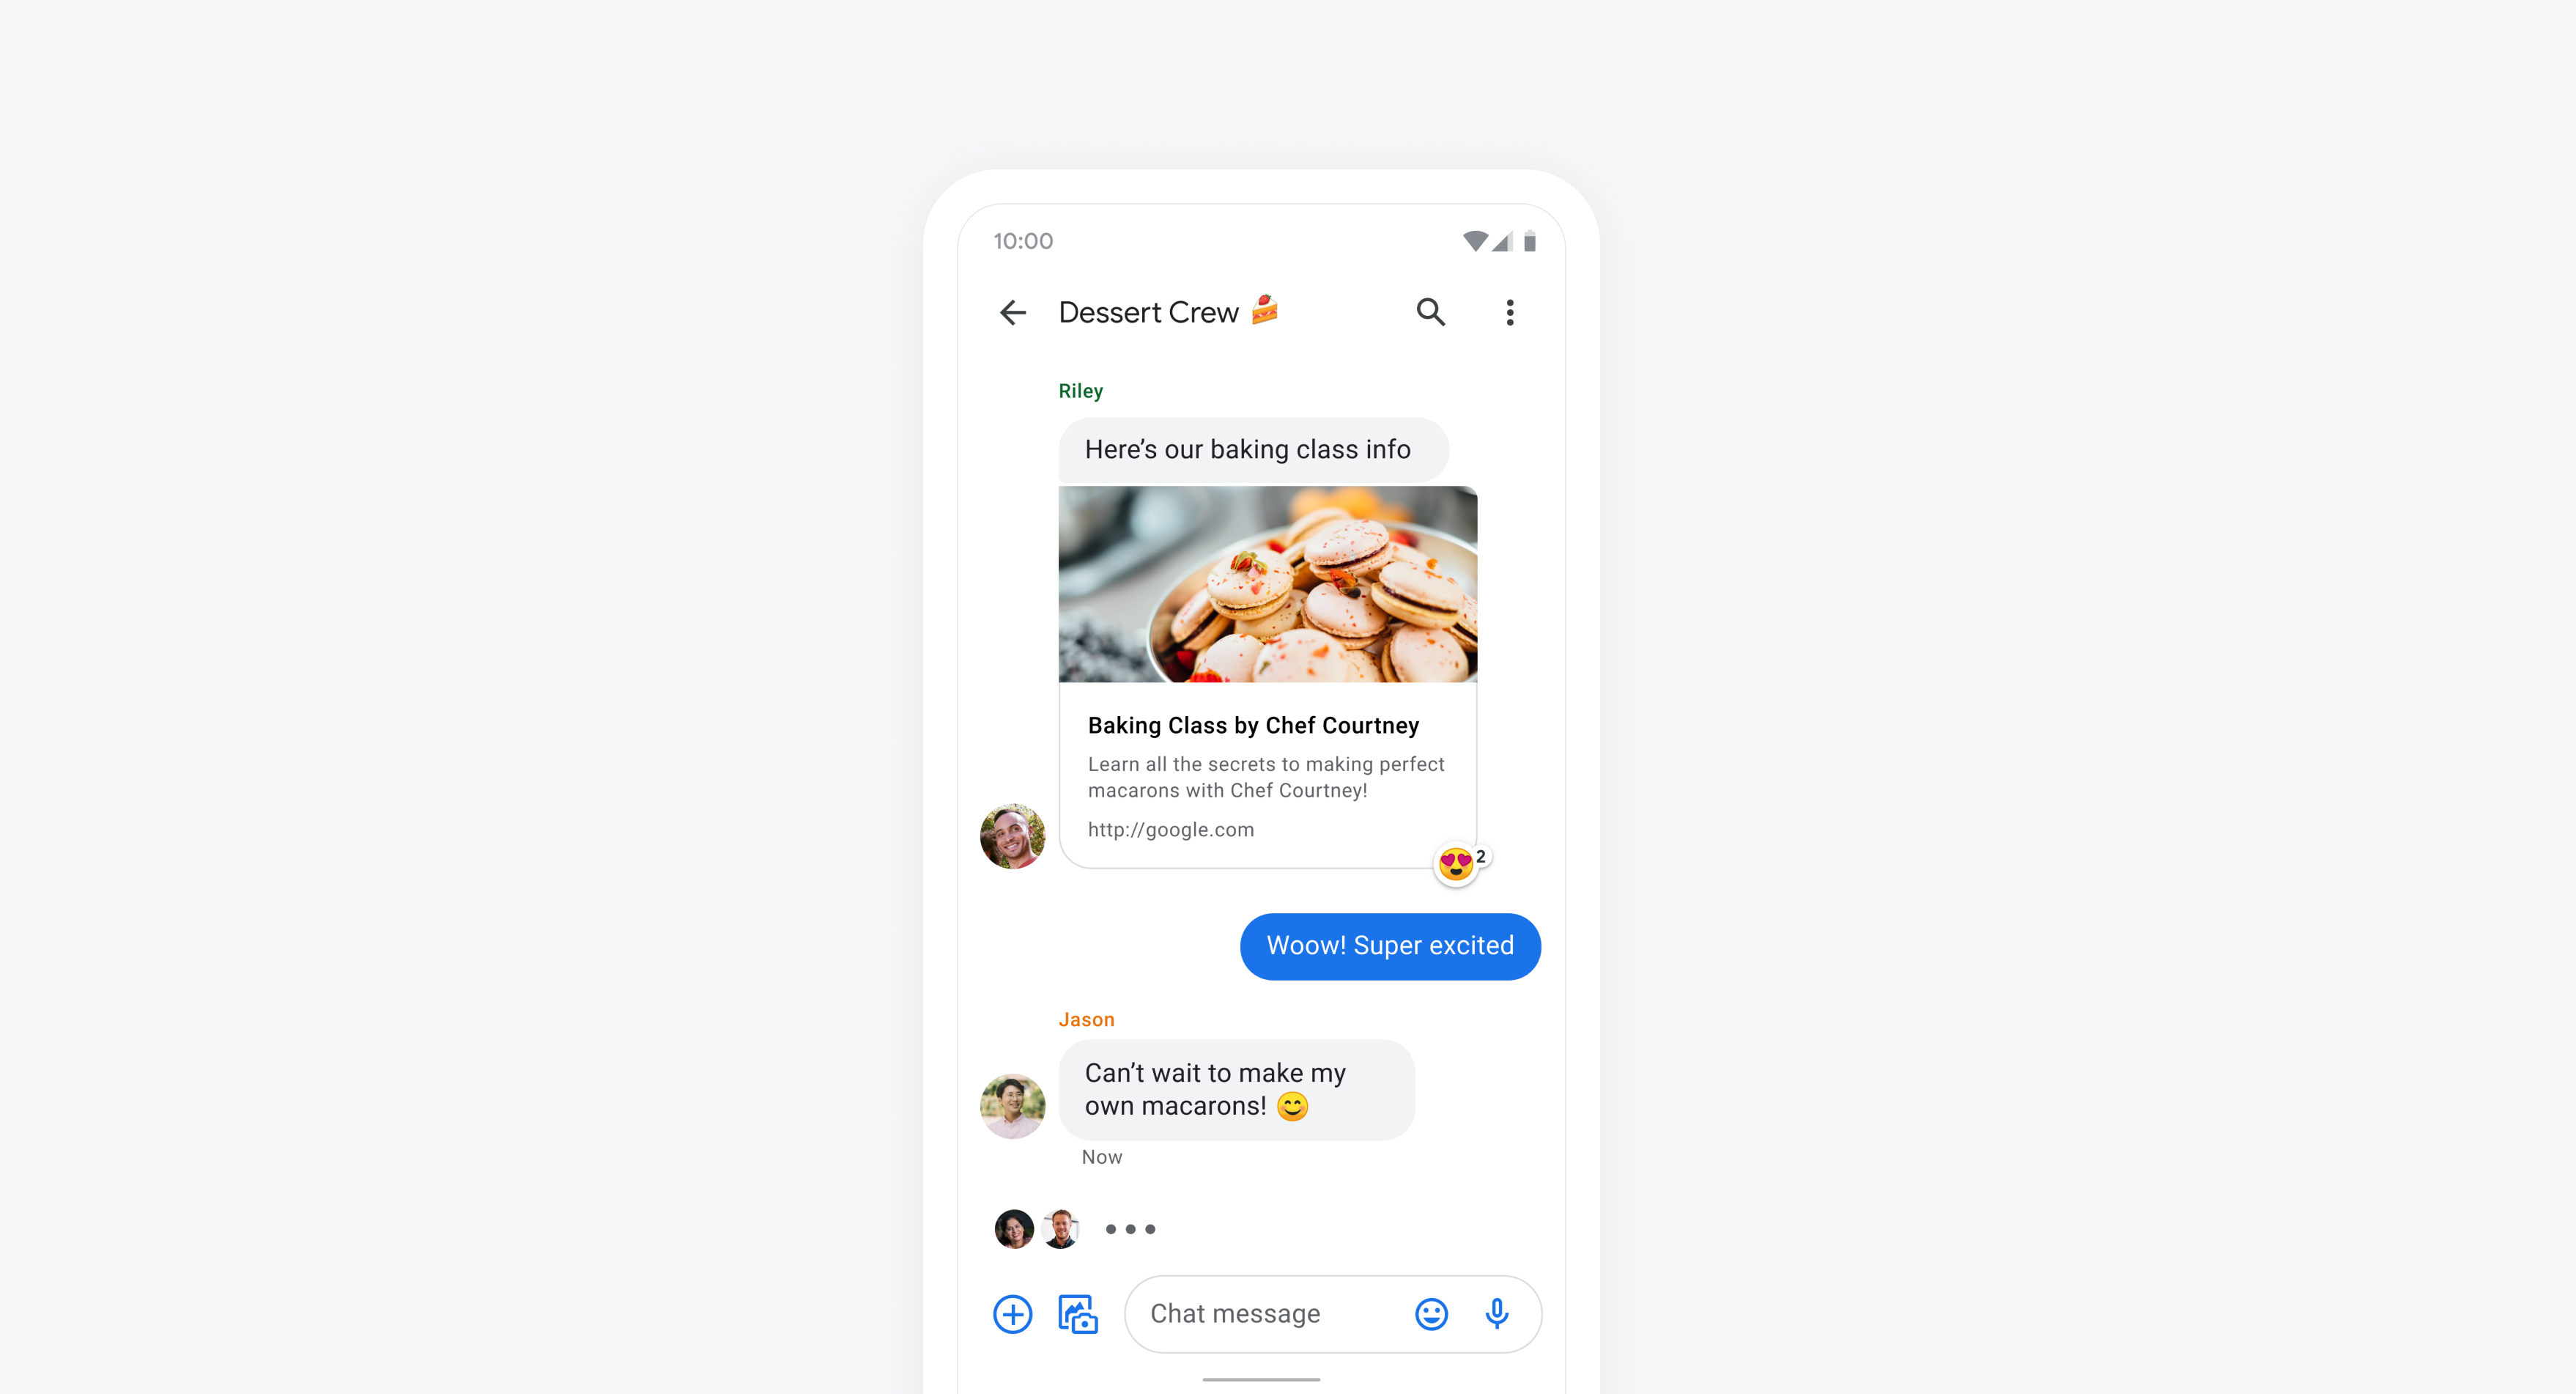 10:00
Dessert Crew 🍰
Riley
Here’s our baking class info
Baking Class by Chef Courtney
Learn all the secrets to making perfect
macarons with Chef Courtney!
http://google.com
😍 2
Woow! Super excited
Jason
Can’t wait to make my
own macarons! 😊
Now
Chat message